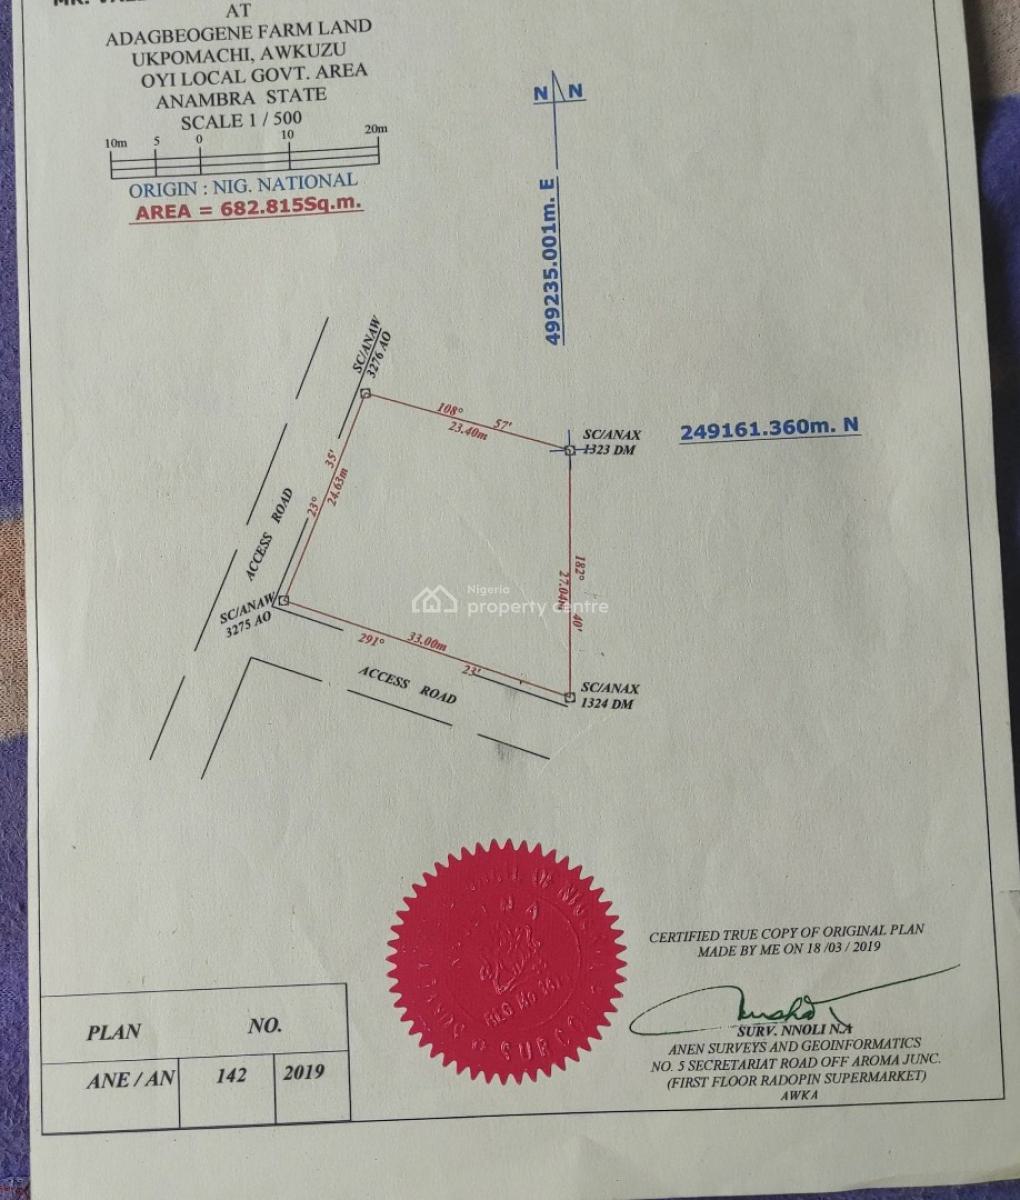 AT
ADAGBEOGENE FARM LAND
UKPOMACHI, AWKUZU
OYI LOCAL GOVT. AREA
ANAMBRA STATE
SCALE 1 / 500
10m 5 0 10 20m
ORIGIN : NIG. NATIONAL
AREA = 682.815Sq.m.
N N
499235.001m. E
249161.360m. N
SC/ANAW
3276 AO
108° 57'
23.40m
SC/ANAX
1323 DM
23° 35'
24.63m
ACCESS ROAD
182° 40'
27.04m
SC/ANAW
3275 AO
291° 23'
33.00m
ACCESS ROAD
SC/ANAX
1324 DM
Nigeria
property centre
CERTIFIED TRUE COPY OF ORIGINAL PLAN
MADE BY ME ON 18 /03 / 2019
SURV. NNOLI N.A
ANEN SURVEYS AND GEOINFORMATICS
NO. 5 SECRETARIAT ROAD OFF AROMA JUNC.
(FIRST FLOOR RADOPIN SUPERMARKET)
AWKA
PLAN NO.
ANE / AN 142 2019